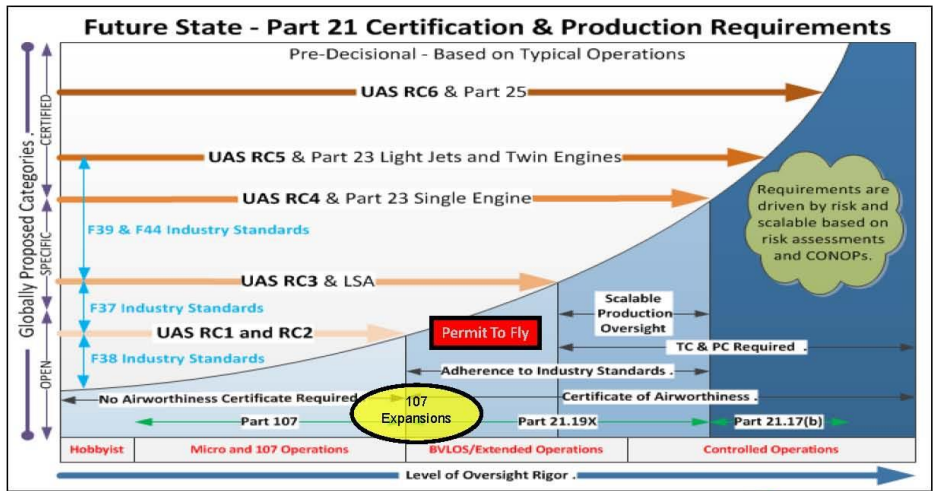 Future State - Part 21 Certification & Production Requirements
Pre-Decisional - Based on Typical Operations
Globally Proposed Categories .
CERTIFIED
SPECIFIC
OPEN
UAS RC6 & Part 25
UAS RC5 & Part 23 Light Jets and Twin Engines
UAS RC4 & Part 23 Single Engine
Requirements are
driven by risk and
scalable based on
risk assessments
and CONOPs.
F39 & F44 Industry Standards
UAS RC3 & LSA
F37 Industry Standards
Scalable
Production
Oversight
UAS RC1 and RC2
Permit To Fly
TC & PC Required .
F38 Industry Standards
Adherence to Industry Standards .
No Airworthiness Certificate Required .
107
Expansions
Certificate of Airworthiness .
Part 107
Part 21.19X
Part 21.17(b)
Hobbyist
Micro and 107 Operations
BVLOS/Extended Operations
Controlled Operations
Level of Oversight Rigor .